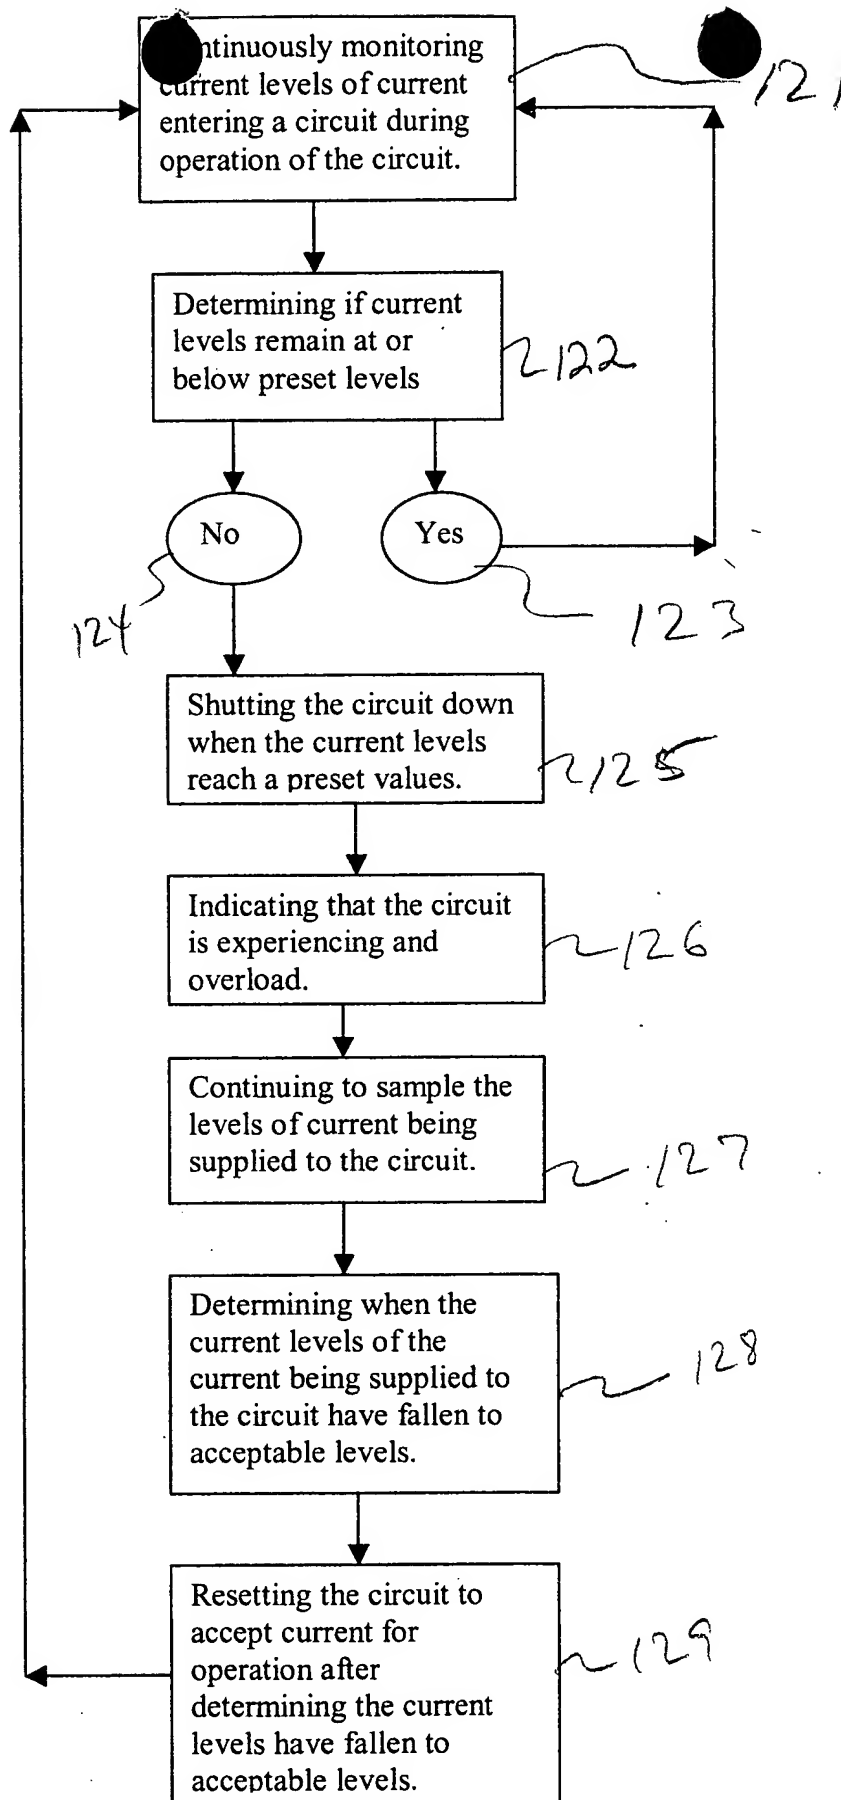 ntinuously monitoring
current levels of current
entering a circuit during
operation of the circuit.
121
Determining if current
levels remain at or
below preset levels
122
No
Yes
124
123
Shutting the circuit down
when the current levels
reach a preset values.
125
Indicating that the circuit
is experiencing and
overload.
126
Continuing to sample the
levels of current being
supplied to the circuit.
127
Determining when the
current levels of the
current being supplied to
the circuit have fallen to
acceptable levels.
128
Resetting the circuit to
accept current for
operation after
determining the current
levels have fallen to
acceptable levels.
129